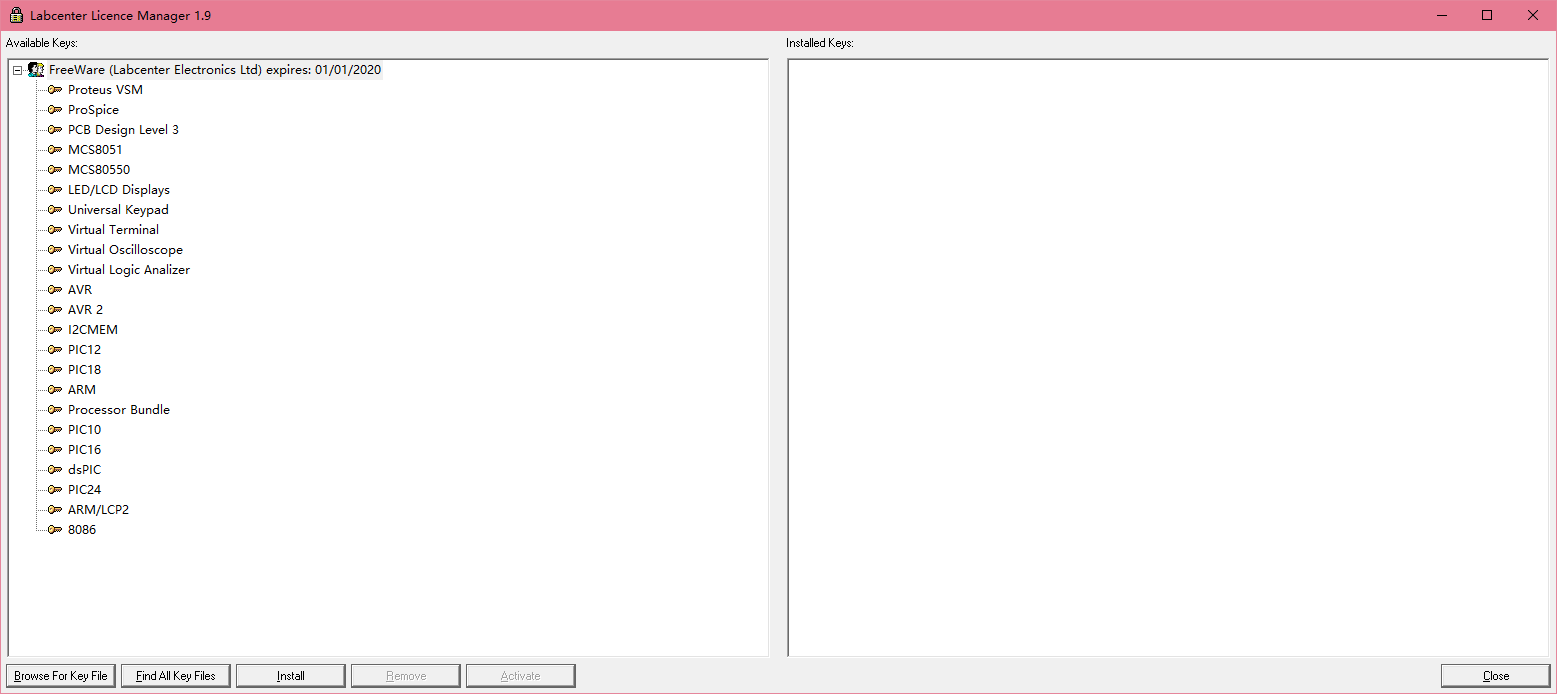 Labcenter Licence Manager 1.9
Available Keys:
Installed Keys:
FreeWare (Labcenter Electronics Ltd) expires: 01/01/2020
Proteus VSM
ProSpice
PCB Design Level 3
MCS8051
MCS80550
LED/LCD Displays
Universal Keypad
Virtual Terminal
Virtual Oscilloscope
Virtual Logic Analizer
AVR
AVR 2
I2CMEM
PIC12
PIC18
ARM
Processor Bundle
PIC10
PIC16
dsPIC
PIC24
ARM/LCP2
8086
Browse For Key File
Find All Key Files
Install
Remove
Activate
Close